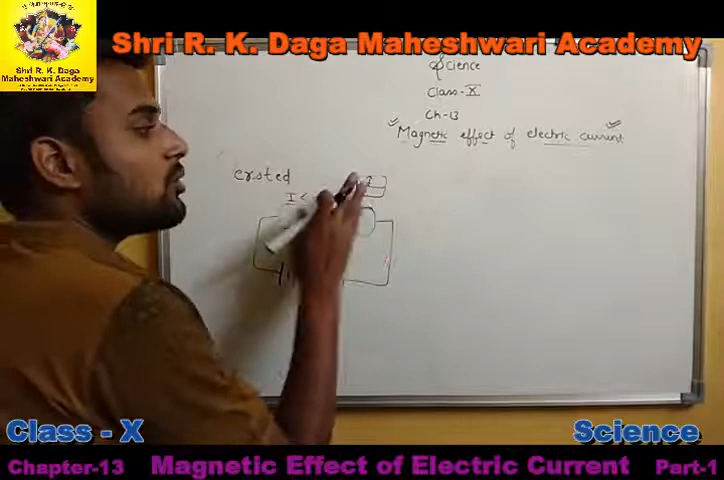 Shri R. K. Daga Maheshwari Academy
Shri R. K. Daga
Maheshwari Academy
Science
Class - X
Ch-13
Magnetic effect of electric current
ersted
I <
Class - X
Science
Chapter-13 Magnetic Effect of Electric Current Part-1